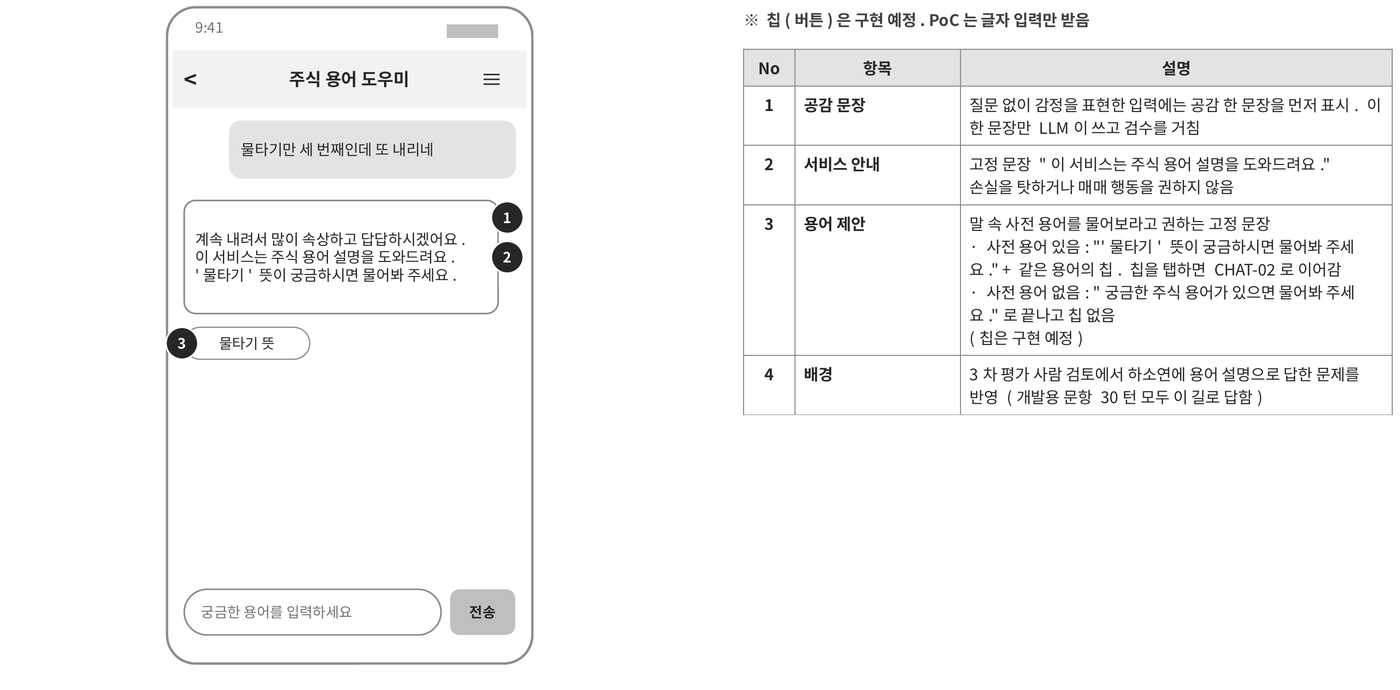 9:41
<
주식 용어 도우미
물타기만 세 번째인데 또 내리네
계속 내려서 많이 속상하고 답답하시겠어요 .
이 서비스는 주식 용어 설명을 도와드려요 .
' 물타기 ' 뜻이 궁금하시면 물어봐 주세요 .
1
2
3
물타기 뜻
궁금한 용어를 입력하세요
전송
※ 칩 ( 버튼 ) 은 구현 예정 . PoC 는 글자 입력만 받음
No 항목 설명
1 공감 문장 질문 없이 감정을 표현한 입력에는 공감 한 문장을 먼저 표시 . 이
한 문장만 LLM 이 쓰고 검수를 거침
2 서비스 안내 고정 문장 " 이 서비스는 주식 용어 설명을 도와드려요 ."
손실을 탓하거나 매매 행동을 권하지 않음
3 용어 제안 말 속 사전 용어를 물어보라고 권하는 고정 문장
· 사전 용어 있음 : "' 물타기 ' 뜻이 궁금하시면 물어봐 주세
요 ." + 같은 용어의 칩 . 칩을 탭하면 CHAT-02 로 이어감
· 사전 용어 없음 : " 궁금한 주식 용어가 있으면 물어봐 주세
요 ." 로 끝나고 칩 없음
( 칩은 구현 예정 )
4 배경 3 차 평가 사람 검토에서 하소연에 용어 설명으로 답한 문제를
반영 ( 개발용 문항 30 턴 모두 이 길로 답함 )